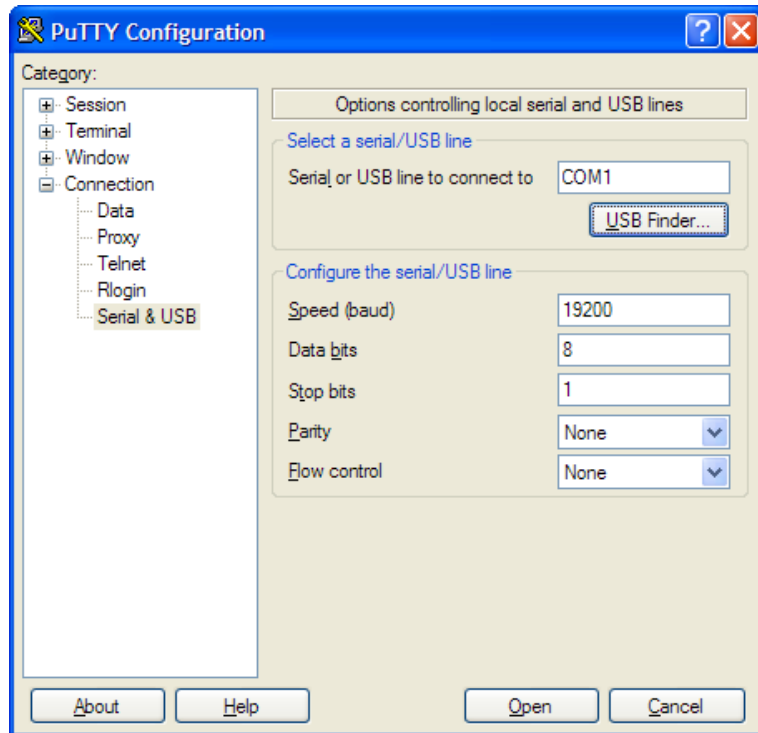 PuTTY Configuration
Category:
Session
Terminal
Window
Connection
Data
Proxy
Telnet
Rlogin
Serial & USB
Options controlling local serial and USB lines
Select a serial/USB line
Serial or USB line to connect to COM1
USB Finder...
Configure the serial/USB line
Speed (baud) 19200
Data bits 8
Stop bits 1
Parity None
Flow control None
About Help Open Cancel